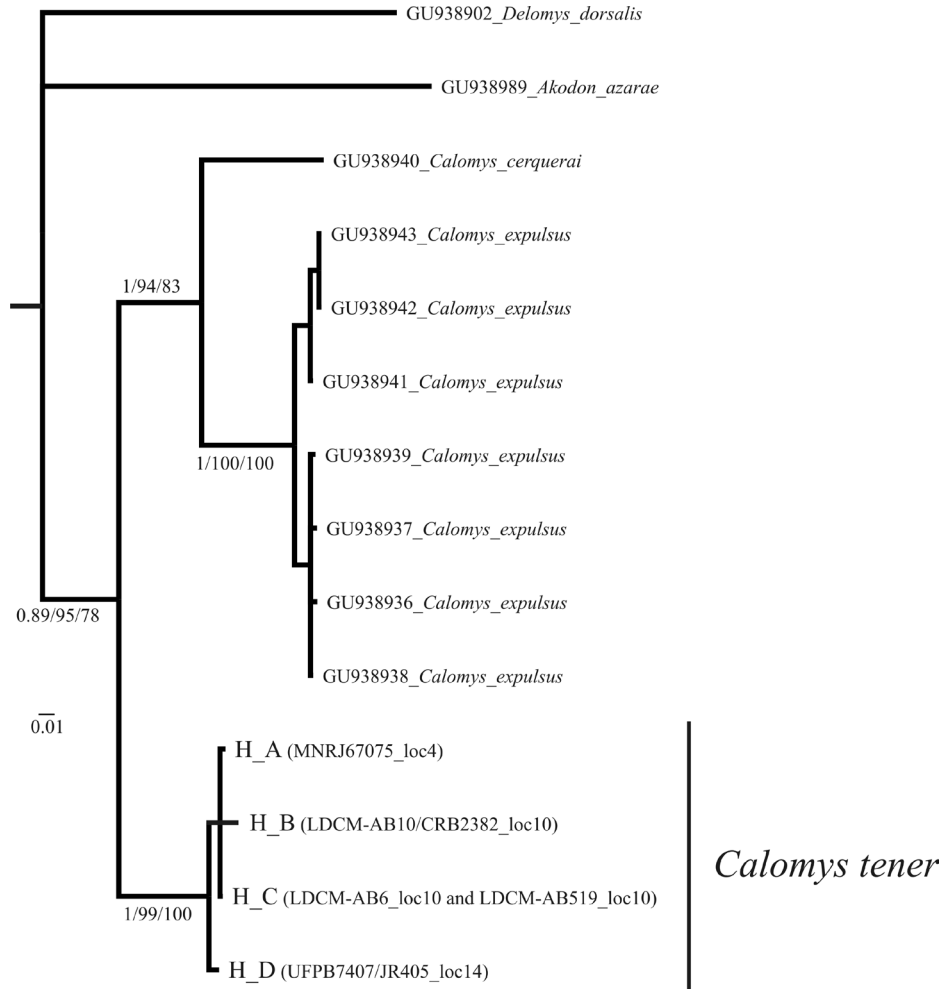 GU938902_Delomys_dorsalis
GU938989_Akodon_azarae
GU938940_Calomys_cerquerai
GU938943_Calomys_expulsus
1/94/83
GU938942_Calomys_expulsus
GU938941_Calomys_expulsus
GU938939_Calomys_expulsus
1/100/100
GU938937_Calomys_expulsus
GU938936_Calomys_expulsus
0.89/95/78
GU938938_Calomys_expulsus
0.01
H_A (MNRJ67075_loc4)
H_B (LDCM-AB10/CRB2382_loc10)
Calomys tener
H_C (LDCM-AB6_loc10 and LDCM-AB519_loc10)
1/99/100
H_D (UFPB7407/JR405_loc14)